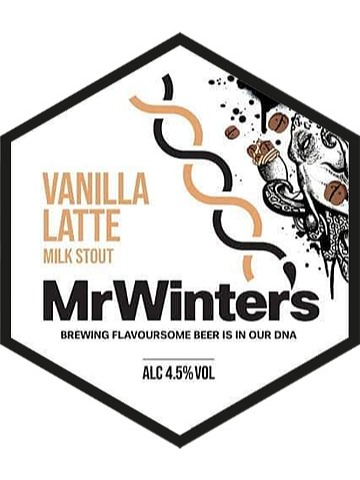 VANILLA
LATTE
MILK STOUT
MrWinter's
BREWING FLAVOURSOME BEER IS IN OUR DNA
ALC 4.5% VOL